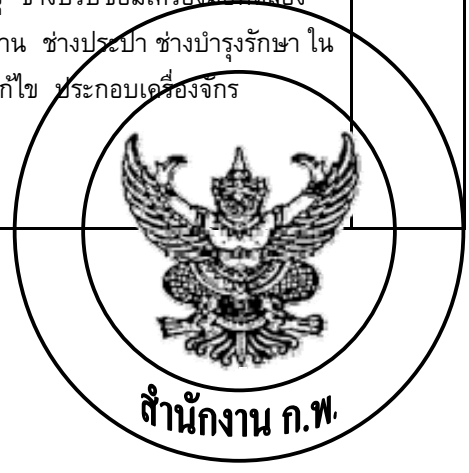 าน ช่างประปา ช่างบำรุงรักษา ใน
ก้ไข ประกอบเครื่องจักร
สำนักงาน ก.พ.